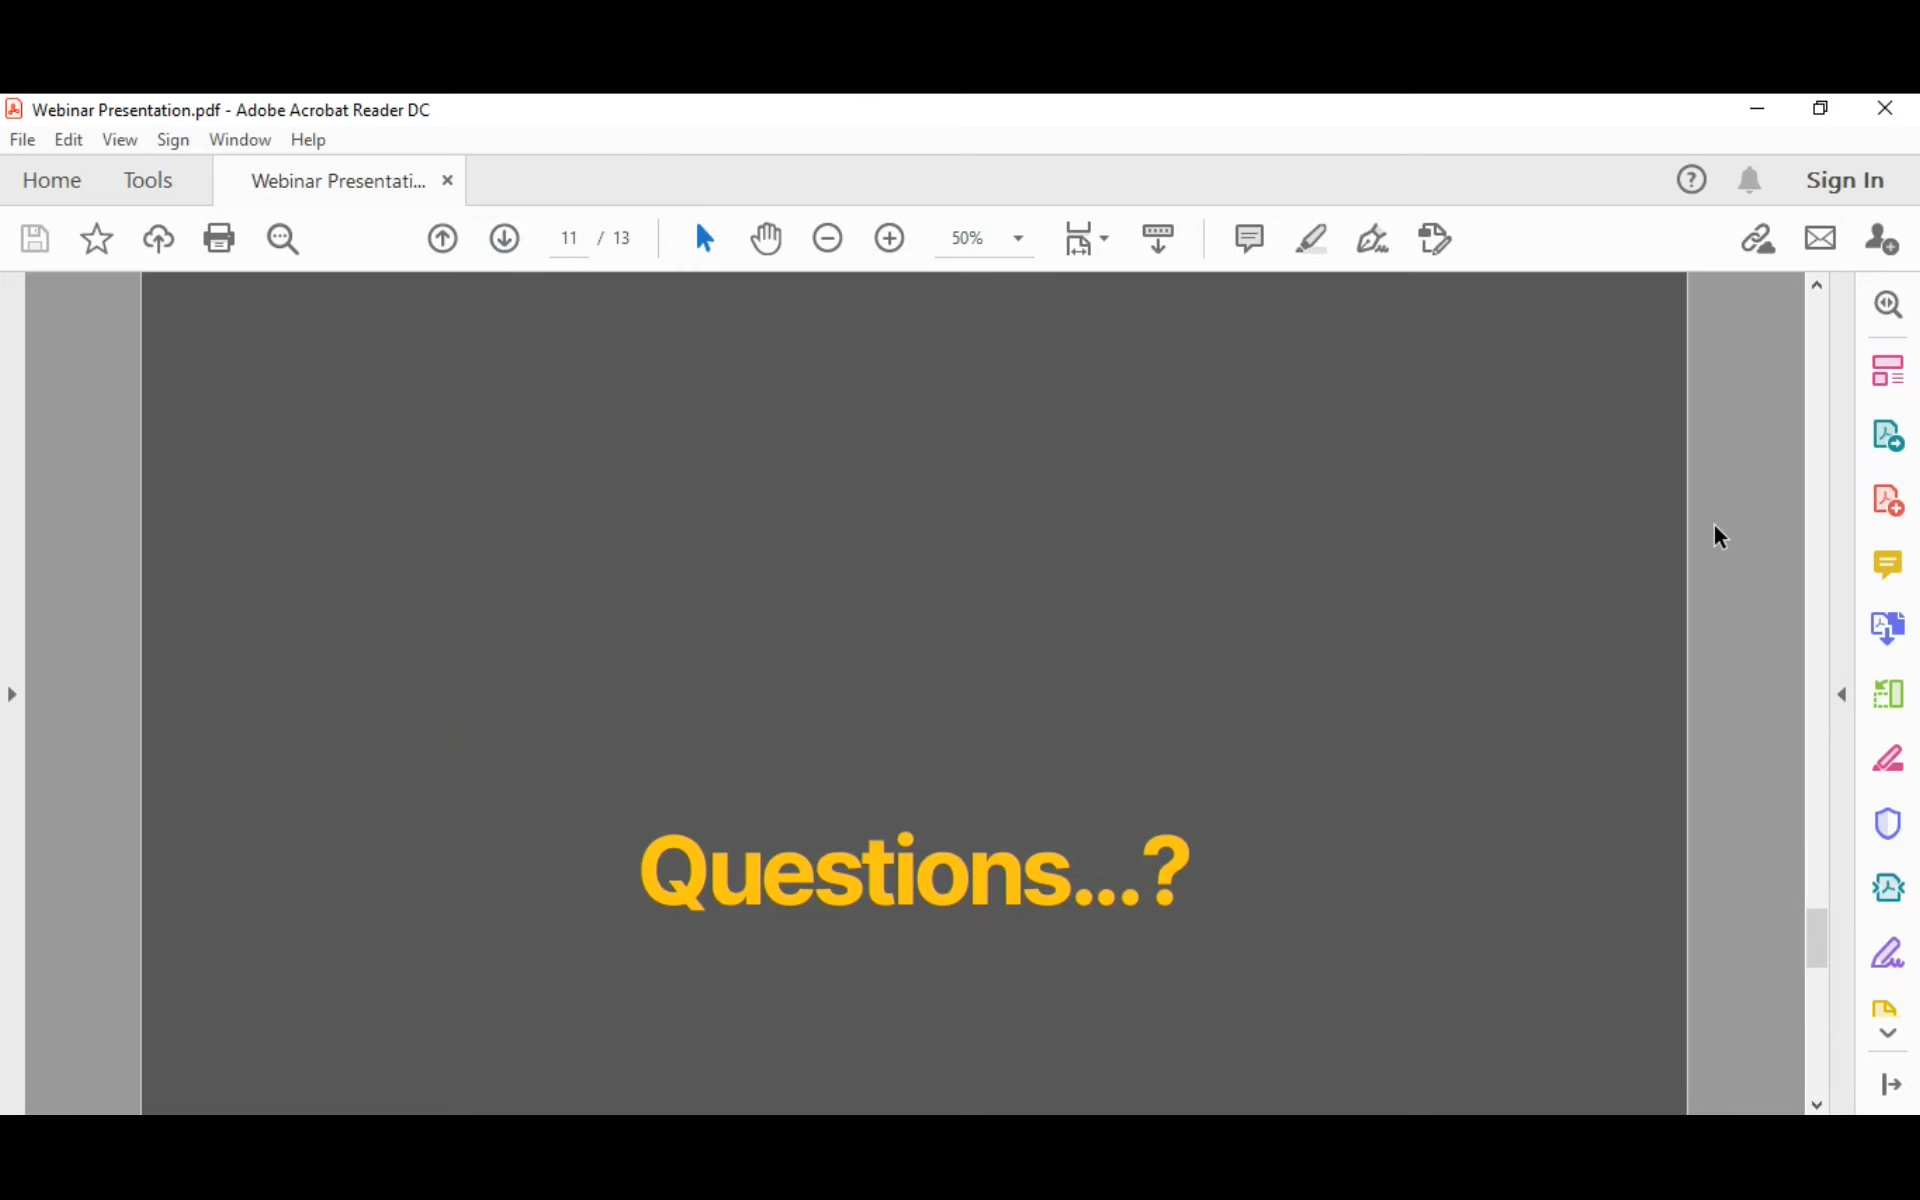 Webinar Presentation.pdf - Adobe Acrobat Reader DC
File Edit View Sign Window Help
Home Tools Webinar Presentati... Sign In
11 / 13 50%
Questions...?